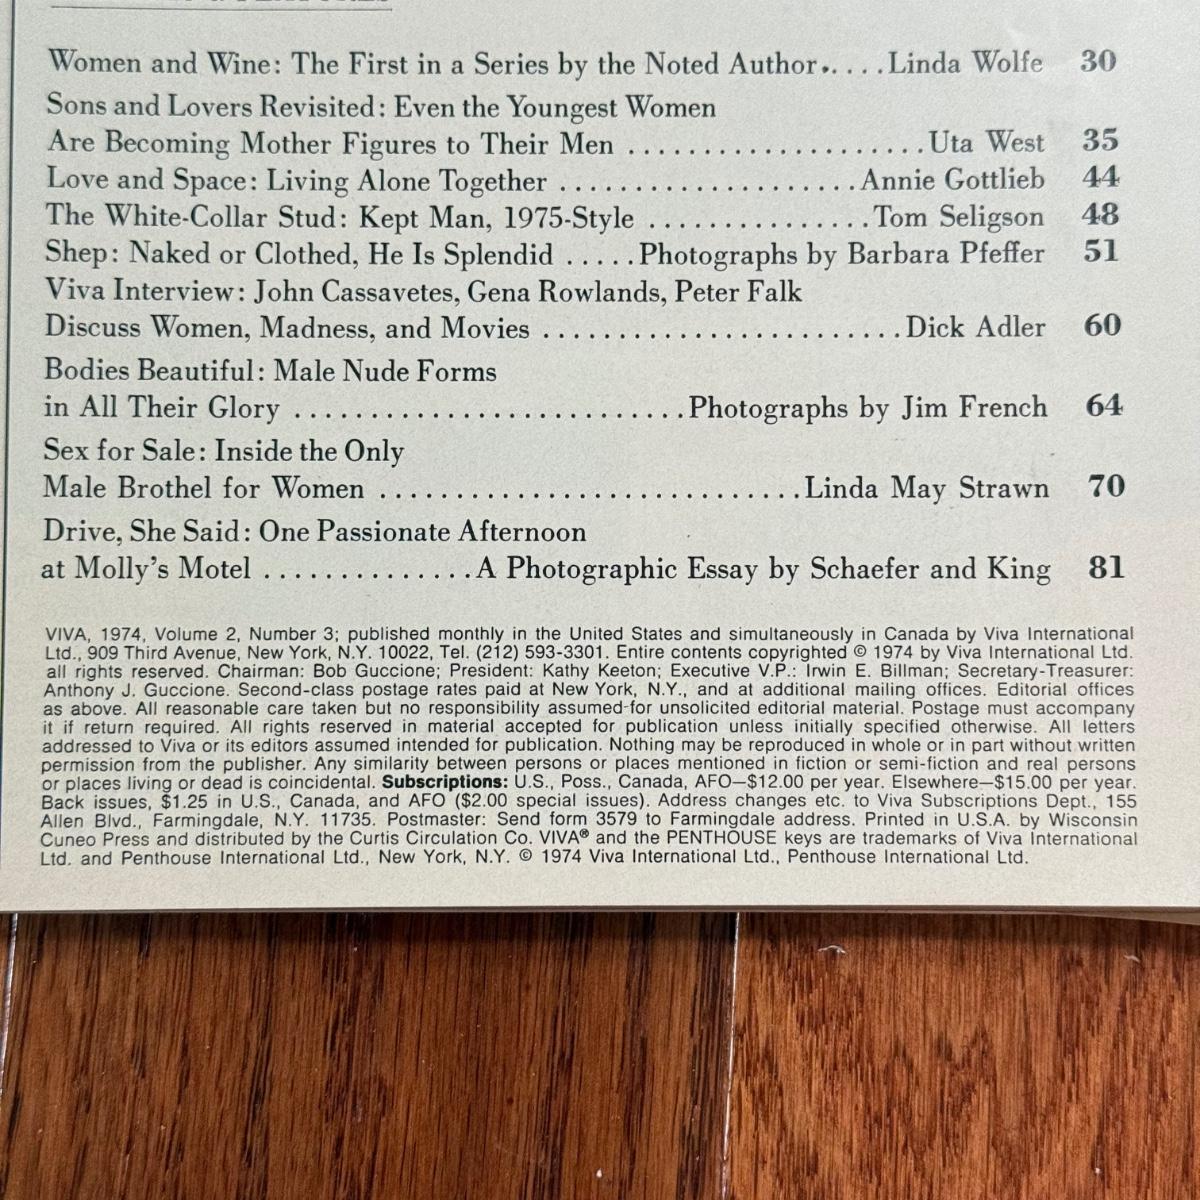 Women and Wine: The First in a Series by the Noted Author.....Linda Wolfe 30
Sons and Lovers Revisited: Even the Youngest Women
Are Becoming Mother Figures to Their Men ....................Uta West 35
Love and Space: Living Alone Together ....................Annie Gottlieb 44
The White-Collar Stud: Kept Man, 1975-Style ...............Tom Seligson 48
Shep: Naked or Clothed, He Is Splendid .....Photographs by Barbara Pfeffer 51
Viva Interview: John Cassavetes, Gena Rowlands, Peter Falk
Discuss Women, Madness, and Movies ........................Dick Adler 60
Bodies Beautiful: Male Nude Forms
in All Their Glory ..........................Photographs by Jim French 64
Sex for Sale: Inside the Only
Male Brothel for Women ............................Linda May Strawn 70
Drive, She Said: One Passionate Afternoon
at Molly's Motel ..............A Photographic Essay by Schaefer and King 81
VIVA, 1974, Volume 2, Number 3; published monthly in the United States and simultaneously in Canada by Viva International
Ltd., 909 Third Avenue, New York, N.Y. 10022, Tel. (212) 593-3301. Entire contents copyrighted © 1974 by Viva International Ltd.
all rights reserved. Chairman: Bob Guccione; President: Kathy Keeton; Executive V.P.: Irwin E. Billman; Secretary-Treasurer:
Anthony J. Guccione. Second-class postage rates paid at New York, N.Y., and at additional mailing offices. Editorial offices
as above. All reasonable care taken but no responsibility assumed for unsolicited editorial material. Postage must accompany
it if return required. All rights reserved in material accepted for publication unless initially specified otherwise. All letters
addressed to Viva or its editors assumed intended for publication. Nothing may be reproduced in whole or in part without written
permission from the publisher. Any similarity between persons or places mentioned in fiction or semi-fiction and real persons
or places living or dead is coincidental. Subscriptions: U.S., Poss., Canada, AFO—$12.00 per year. Elsewhere—$15.00 per year.
Back issues, $1.25 in U.S., Canada, and AFO ($2.00 special issues). Address changes etc. to Viva Subscriptions Dept., 155
Allen Blvd., Farmingdale, N.Y. 11735. Postmaster: Send form 3579 to Farmingdale address. Printed in U.S.A. by Wisconsin
Cuneo Press and distributed by the Curtis Circulation Co. VIVA® and the PENTHOUSE keys are trademarks of Viva International
Ltd. and Penthouse International Ltd., New York, N.Y. © 1974 Viva International Ltd., Penthouse International Ltd.